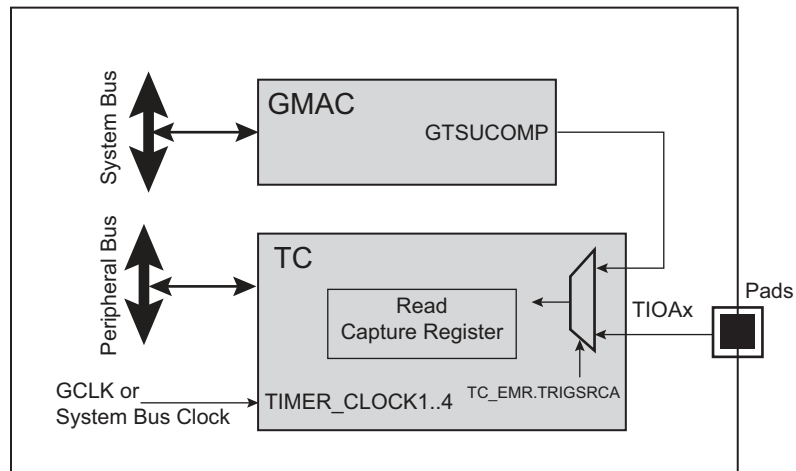 System Bus
GMAC
GTSUCOMP
Peripheral Bus
TC
Read
Capture Register
TIOAx
Pads
TC_EMR.TRIGSRCA
GCLK or
System Bus Clock
TIMER_CLOCK1..4